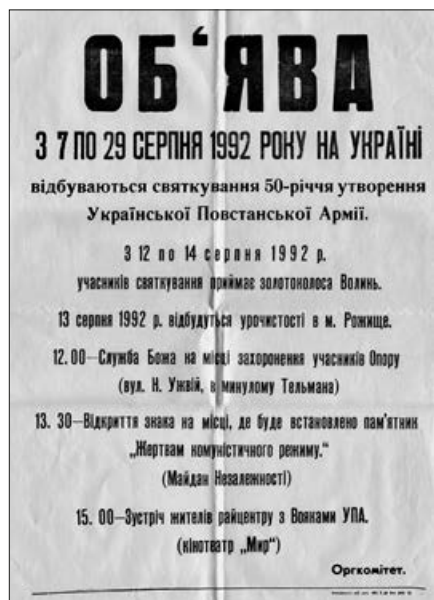 ОБ‘ЯВА
З 7 ПО 29 СЕРПНЯ 1992 РОКУ НА УКРАЇНІ
відбуваються святкування 50-річчя утворення
Української Повстанської Армії.
З 12 по 14 серпня 1992 р.
учасників святкування приймає золотоколоса Волинь.
13 серпня 1992 р. відбудуться урочистості в м. Рожище.
12. 00—Служба Божа на місці захоронення учасників Опору
(вул. Н. Ужвій, в минулому Тельмана)
13. 30—Відкриття знака на місці, де буде встановлено пам'ятник
„Жертвам комуністичного режиму.“
(Майдан Незалежності)
15. 00—Зустріч жителів райцентру з Вояками УПА.
(кінотеатр „Мир“)
Оргкомітет.